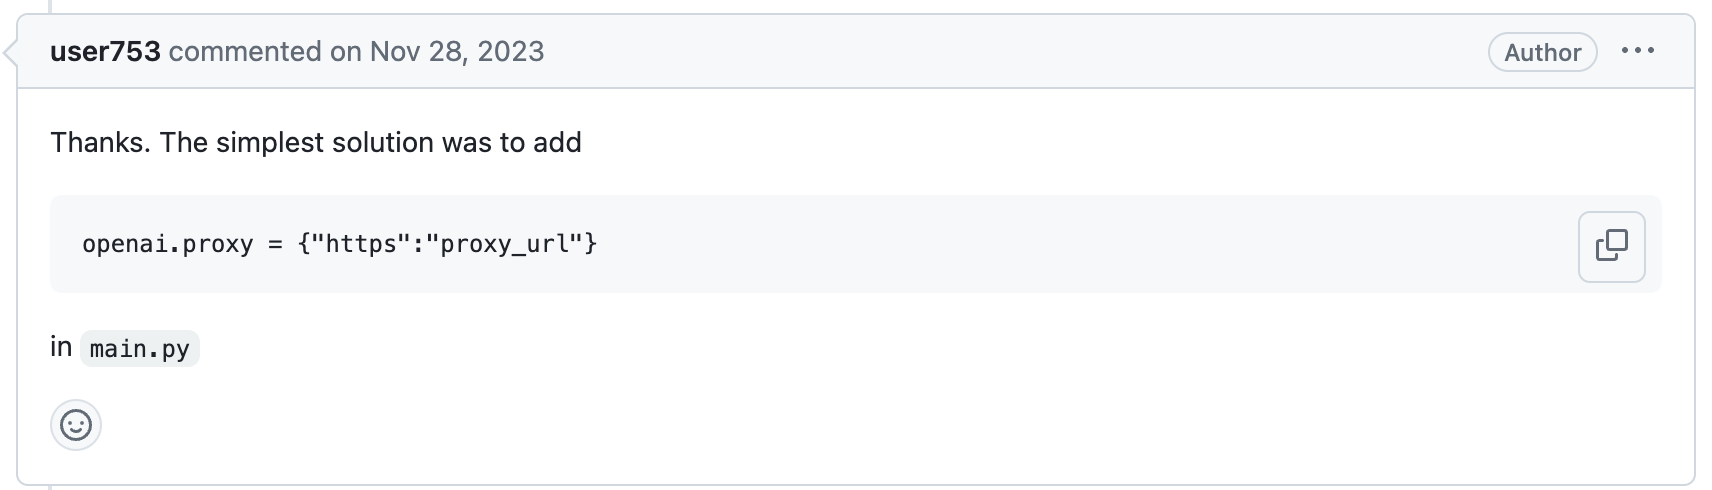 user753 commented on Nov 28, 2023 Author
Thanks. The simplest solution was to add
openai.proxy = {"https":"proxy_url"}
in main.py